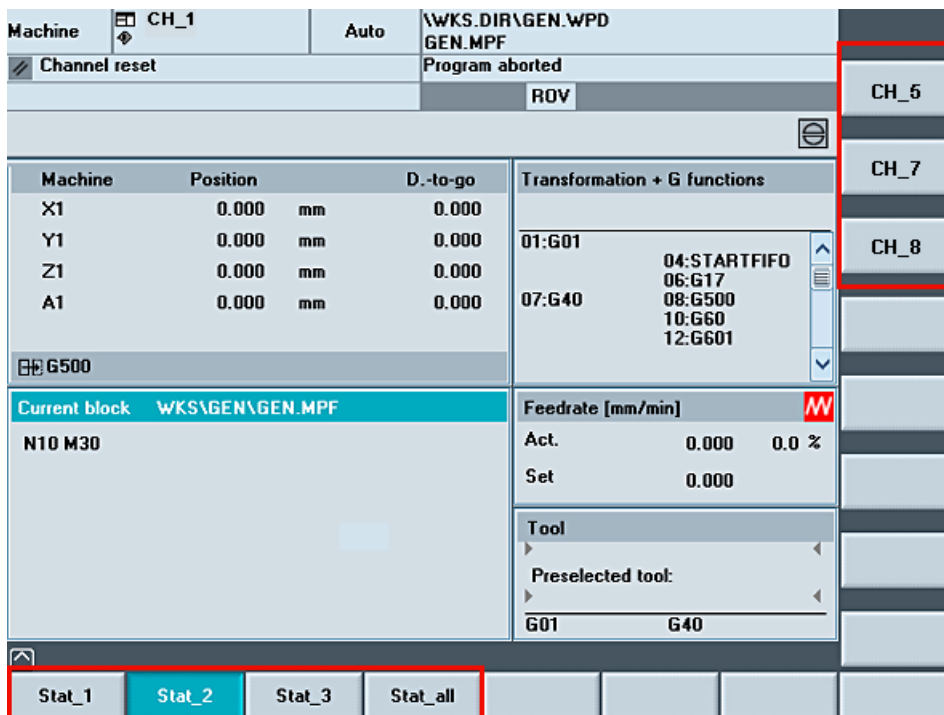 Machine CH_1 Auto \WKS.DIR\GEN.WPD
GEN.MPF
Channel reset Program aborted
ROV
CH_5
CH_7
CH_8
Machine Position D.-to-go
X1 0.000 mm 0.000
Y1 0.000 mm 0.000
Z1 0.000 mm 0.000
A1 0.000 mm 0.000
G500
Transformation + G functions
01:G01
04:STARTFIFO
06:G17
07:G40 08:G500
10:G60
12:G601
Current block WKS\GEN\GEN.MPF
N10 M30
Feedrate [mm/min]
Act. 0.000 0.0 %
Set 0.000
Tool
Preselected tool:
G01 G40
Stat_1 Stat_2 Stat_3 Stat_all